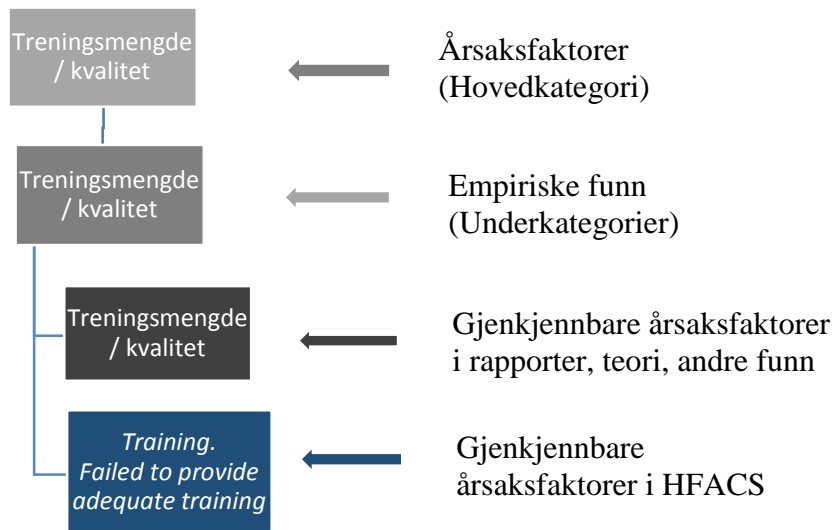 Treningsmengde
/ kvalitet
Årsaksfaktorer
(Hovedkategori)
Treningsmengde
/ kvalitet
Empiriske funn
(Underkategorier)
Treningsmengde
/ kvalitet
Gjenkjennbare årsaksfaktorer
i rapporter, teori, andre funn
Training.
Failed to provide
adequate training
Gjenkjennbare
årsaksfaktorer i HFACS